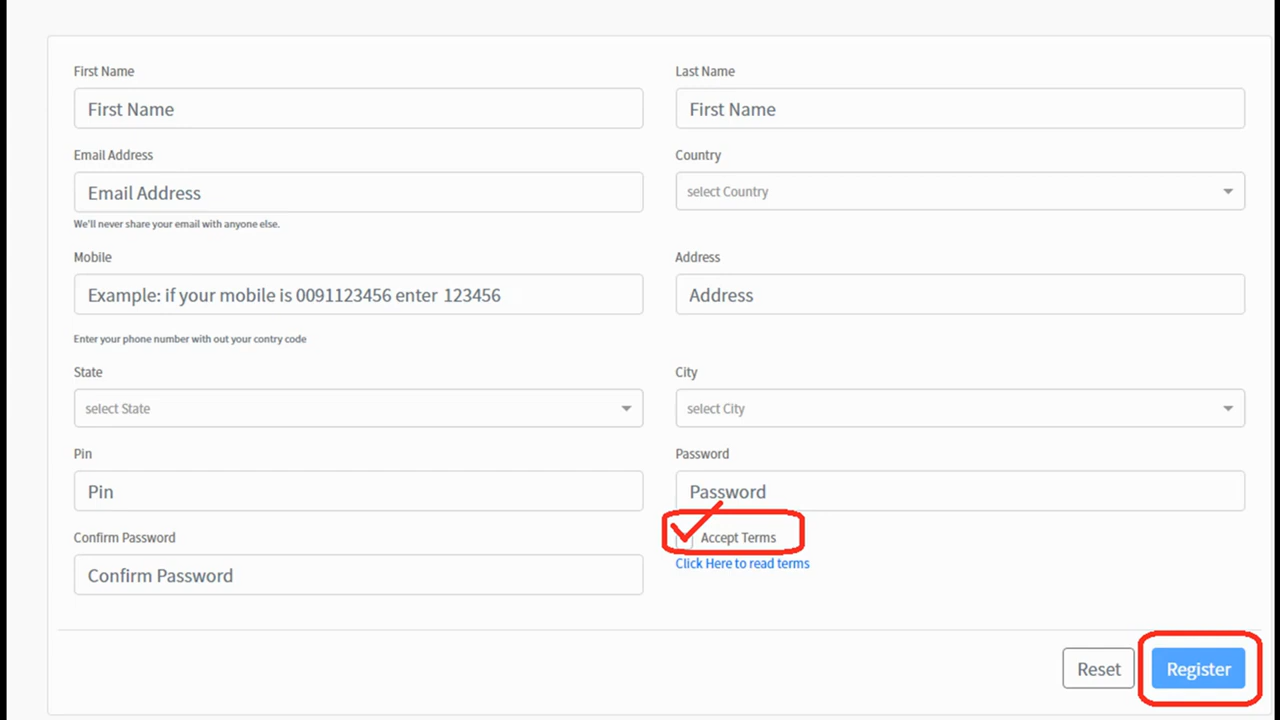 First Name
Last Name
First Name
First Name
Email Address
Country
Email Address
select Country
We'll never share your email with anyone else.
Mobile
Address
Example: if your mobile is 0091123456 enter 123456
Address
Enter your phone number with out your contry code
State
City
select State
select City
Pin
Password
Pin
Password
Confirm Password
Accept Terms
Confirm Password
Click Here to read terms
Reset
Register